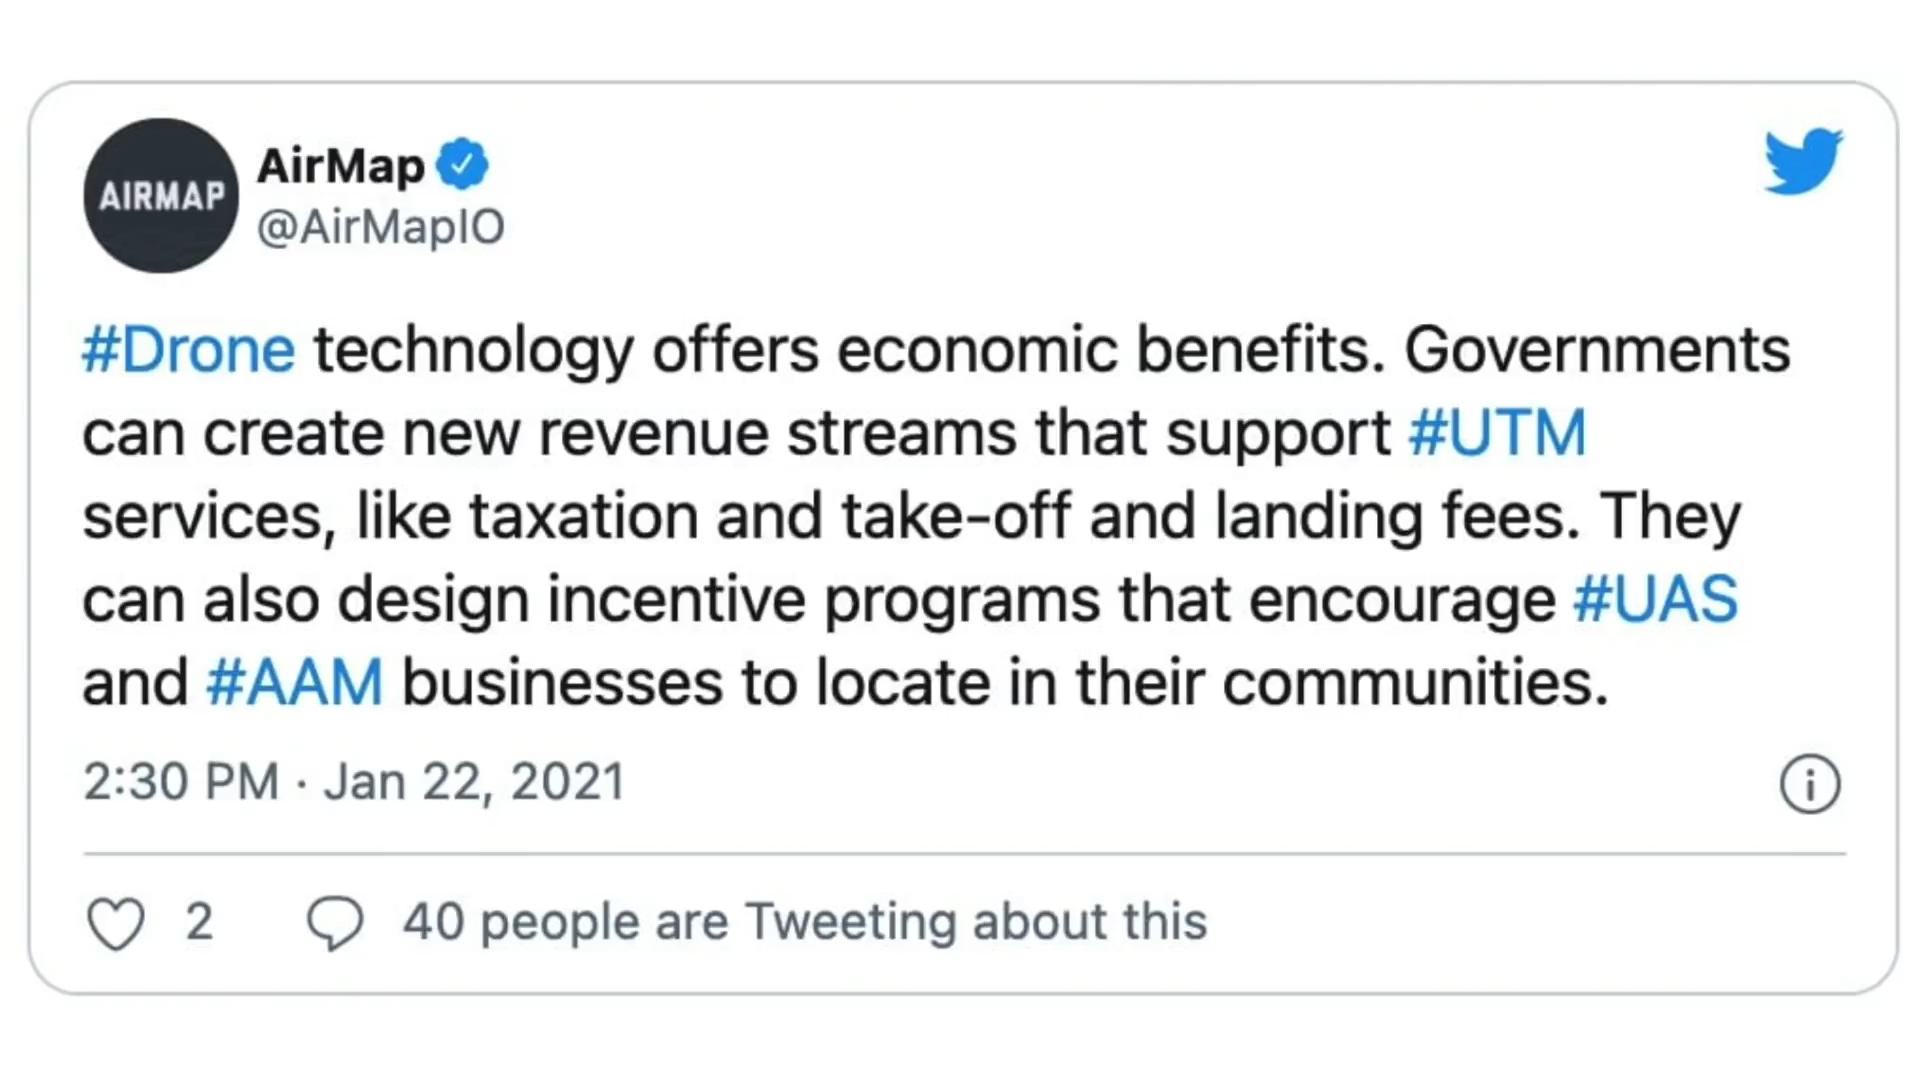 AIRMAP
AirMap
@AirMapIO
#Drone technology offers economic benefits. Governments
can create new revenue streams that support #UTM
services, like taxation and take-off and landing fees. They
can also design incentive programs that encourage #UAS
and #AAM businesses to locate in their communities.
2:30 PM · Jan 22, 2021
2 40 people are Tweeting about this